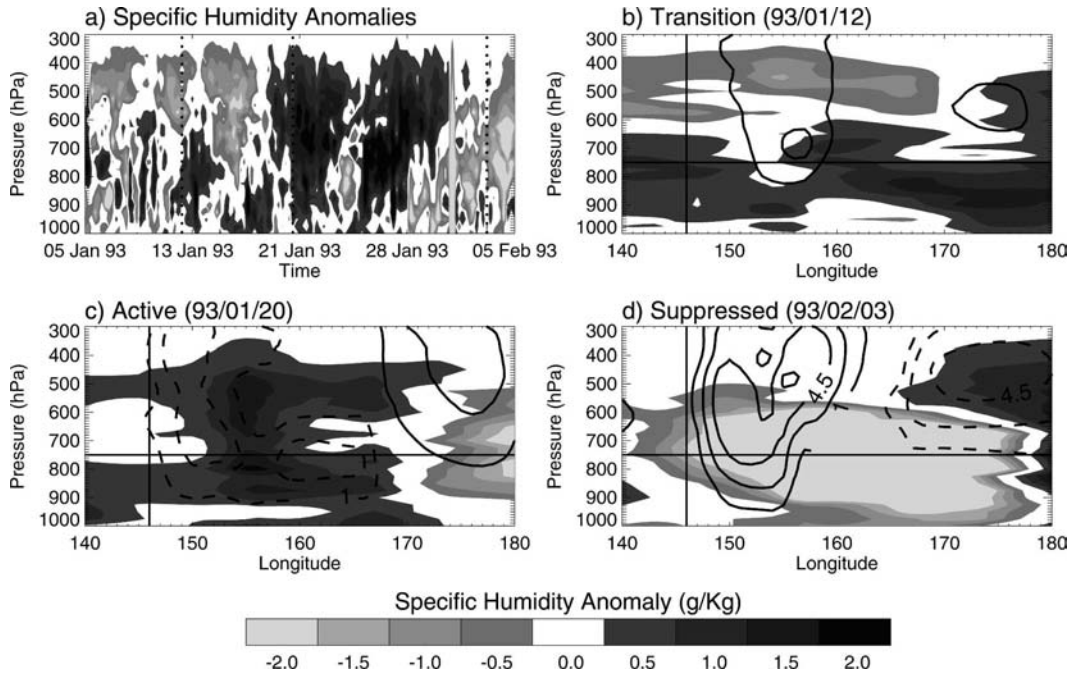 a) Specific Humidity Anomalies
300
400
500
600
700
800
900
1000
Pressure (hPa)
05 Jan 93 13 Jan 93 21 Jan 93 28 Jan 93 05 Feb 93
Time
b) Transition (93/01/12)
300
400
500
600
700
800
900
1000
Pressure (hPa)
140 150 160 170 180
Longitude
c) Active (93/01/20)
300
400
500
600
700
800
900
1000
Pressure (hPa)
1
140 150 160 170 180
Longitude
d) Suppressed (93/02/03)
300
400
500
600
700
800
900
1000
Pressure (hPa)
4.5
1
4.5
140 150 160 170 180
Longitude
Specific Humidity Anomaly (g/Kg)
-2.0 -1.5 -1.0 -0.5 0.0 0.5 1.0 1.5 2.0